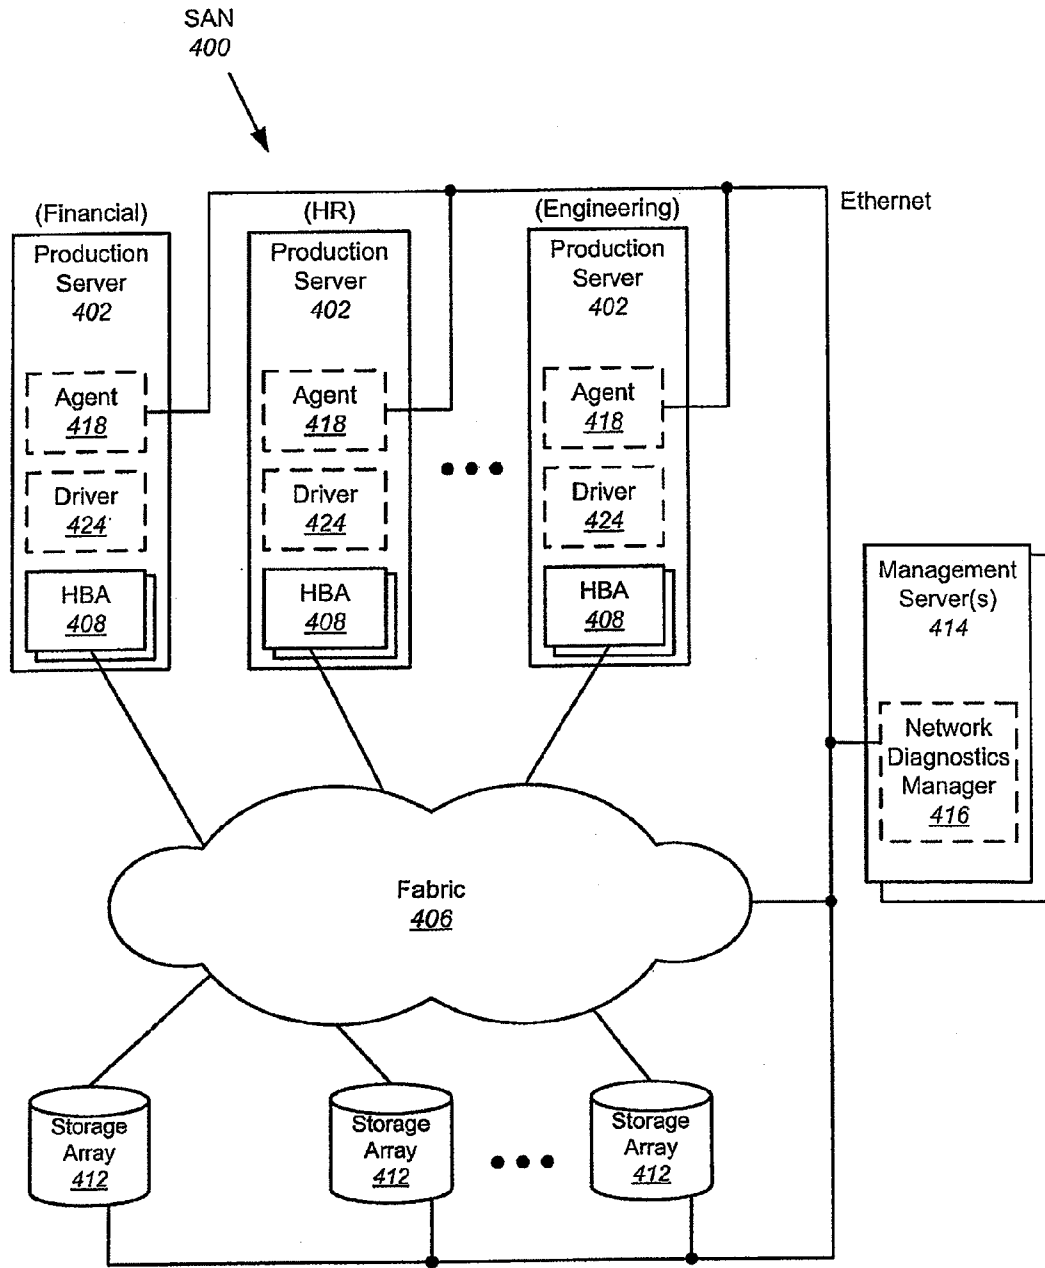 SAN
400
Ethernet
(Financial)
Production
Server
402
Agent
418
Driver
424
HBA
408
(HR)
Production
Server
402
Agent
418
Driver
424
HBA
408
(Engineering)
Production
Server
402
Agent
418
Driver
424
HBA
408
Management
Server(s)
414
Network
Diagnostics
Manager
416
Fabric
406
Storage
Array
412
Storage
Array
412
Storage
Array
412